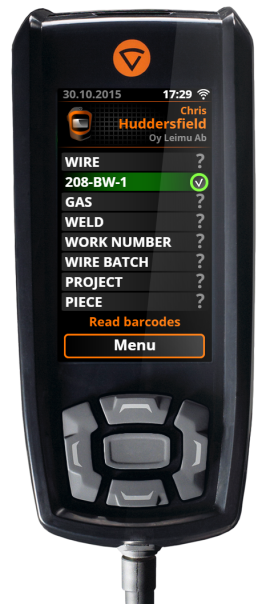 30.10.2015 17:29
Chris
Huddersfield
Oy Leimu Ab
WIRE ?
208-BW-1
GAS ?
WELD ?
WORK NUMBER ?
WIRE BATCH ?
PROJECT ?
PIECE ?
Read barcodes
Menu